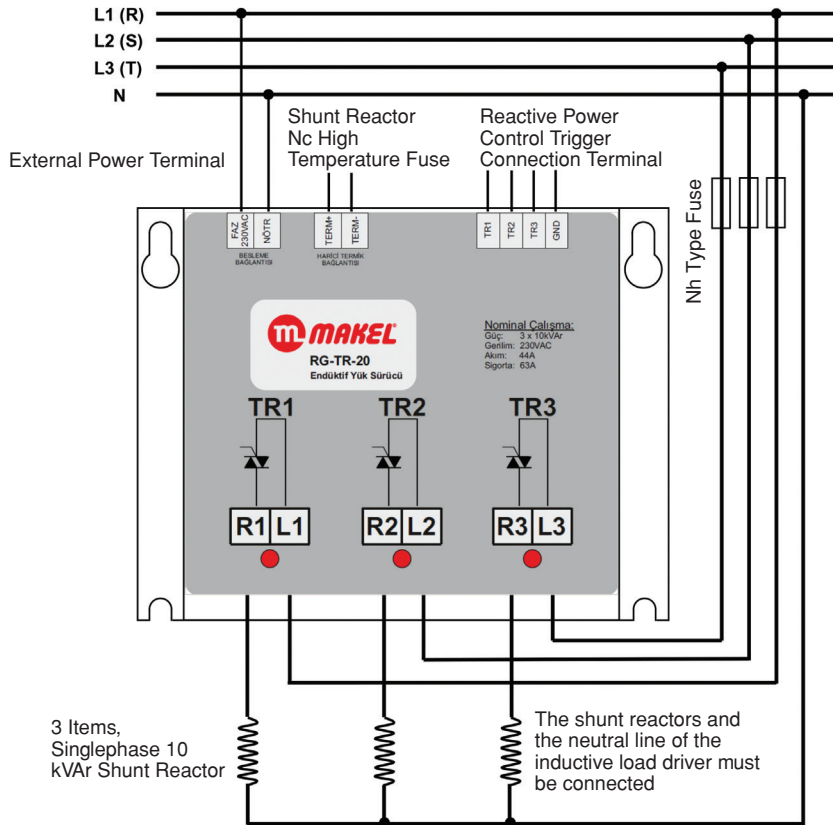 L1 (R)
L2 (S)
L3 (T)
N
External Power Terminal
Shunt Reactor
Nc High
Temperature Fuse
Reactive Power
Control Trigger
Connection Terminal
Nh Type Fuse
FAZ
230VAC
NÖTR
BESLEME
BAĞLANTISI
TERM+
TERM-
HARİCİ TERMİK
BAĞLANTISI
TR1
TR2
TR3
GND
m MAKEL
RG-TR-20
Endüktif Yük Sürücü
Nominal Çalışma:
Güç: 3 x 10kVAr
Gerilim: 230VAC
Akım: 44A
Sigorta: 63A
TR1
TR2
TR3
R1 L1
R2 L2
R3 L3
3 Items,
Singlephase 10
kVAr Shunt Reactor
The shunt reactors and
the neutral line of the
inductive load driver must
be connected